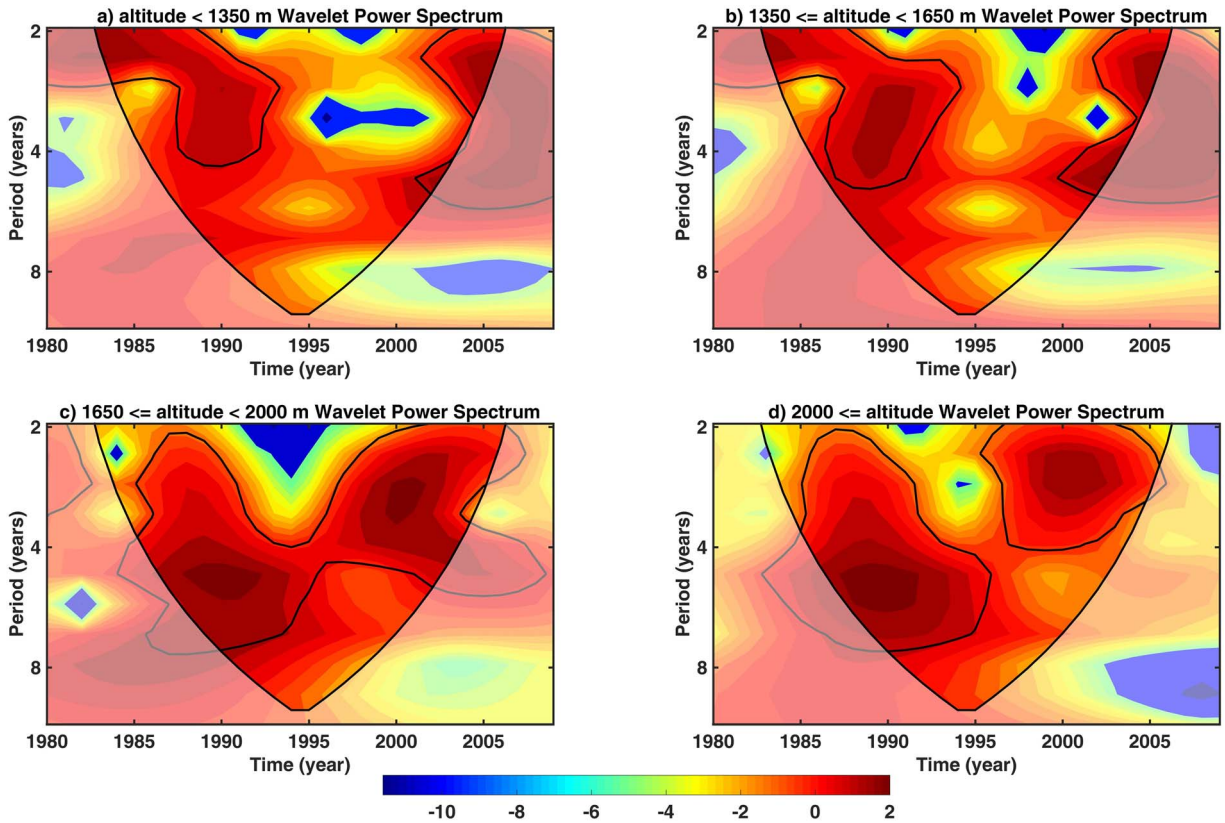 a) altitude < 1350 m Wavelet Power Spectrum
2
4
8
Period (years)
1980 1985 1990 1995 2000 2005
Time (year)
b) 1350 <= altitude < 1650 m Wavelet Power Spectrum
2
4
8
Period (years)
1980 1985 1990 1995 2000 2005
Time (year)
c) 1650 <= altitude < 2000 m Wavelet Power Spectrum
2
4
8
Period (years)
1980 1985 1990 1995 2000 2005
Time (year)
d) 2000 <= altitude Wavelet Power Spectrum
2
4
8
Period (years)
1980 1985 1990 1995 2000 2005
Time (year)
-10 -8 -6 -4 -2 0 2